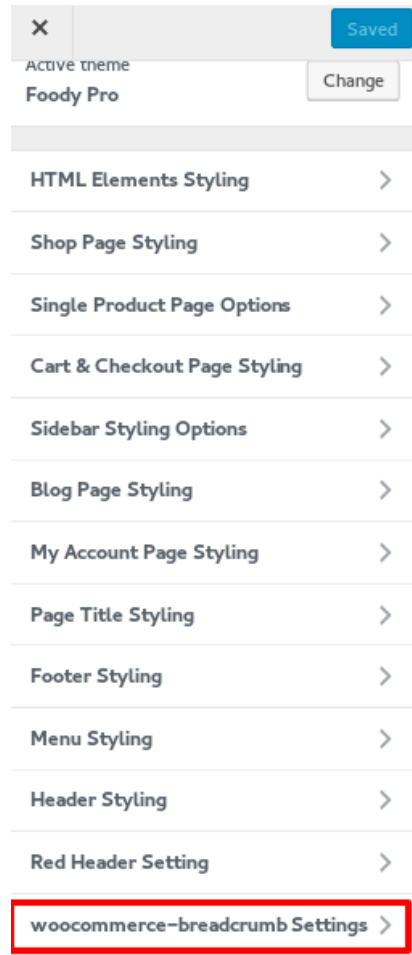 Saved
Active theme
Change
Foody Pro
HTML Elements Styling
Shop Page Styling
Single Product Page Options
Cart & Checkout Page Styling
Sidebar Styling Options
Blog Page Styling
My Account Page Styling
Page Title Styling
Footer Styling
Menu Styling
Header Styling
Red Header Setting
woocommerce-breadcrumb Settings